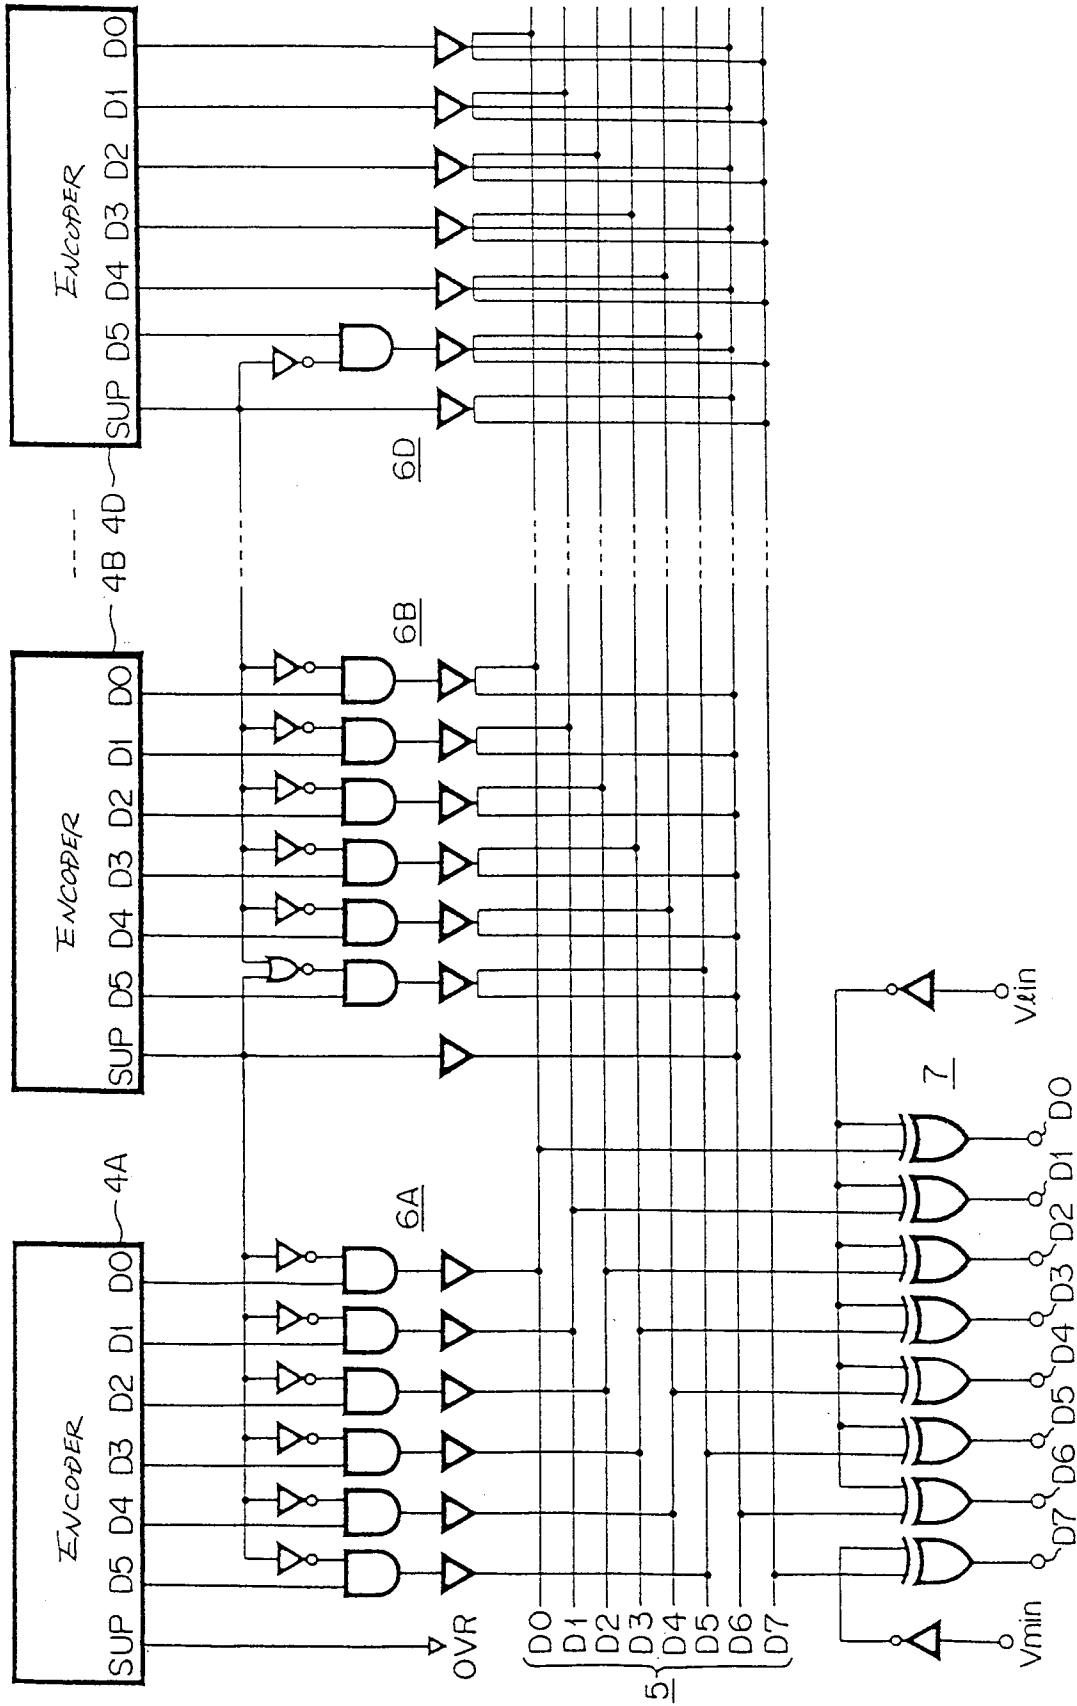 ENCODER
SUP D5 D4 D3 D2 D1 D0
4A
ENCODER
SUP D5 D4 D3 D2 D1 D0
4B
----
4D
ENCODER
SUP D5 D4 D3 D2 D1 D0
6A
6B
6D
OVR
D0
D1
D2
D3
D4
D5
D6
D7
5
7
Vmin
Vlin
D7 D6 D5 D4 D3 D2 D1 D0